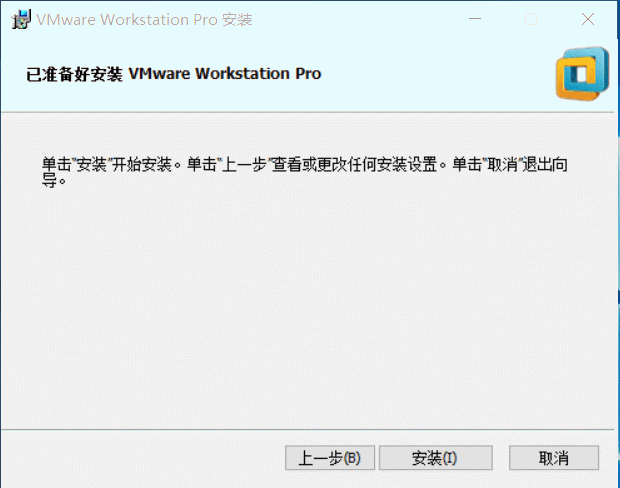 VMware Workstation Pro 安装
已准备好安装 VMware Workstation Pro
单击“安装”开始安装。单击“上一步”查看或更改任何安装设置。单击“取消”退出向
导。
上一步(B) 安装(I) 取消